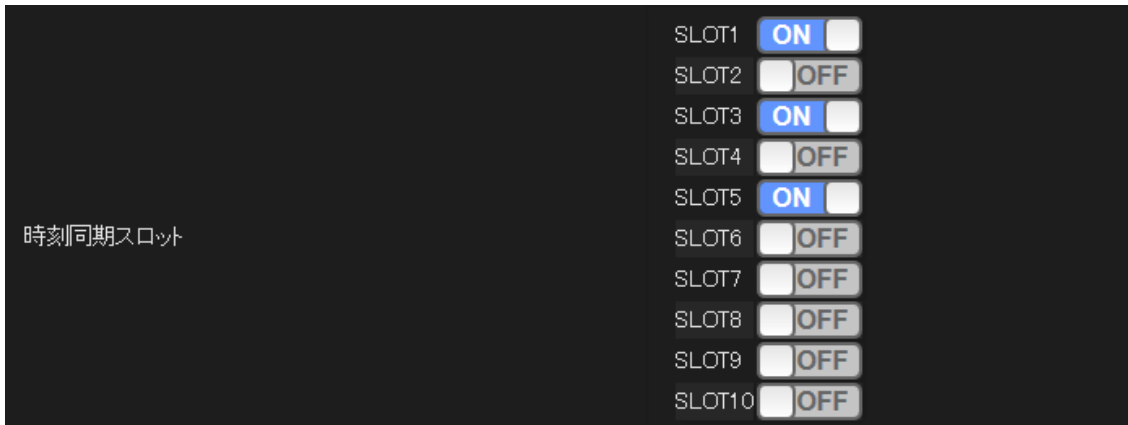 SLOT1 ON
SLOT2 OFF
SLOT3 ON
SLOT4 OFF
SLOT5 ON
時刻同期スロット
SLOT6 OFF
SLOT7 OFF
SLOT8 OFF
SLOT9 OFF
SLOT10 OFF